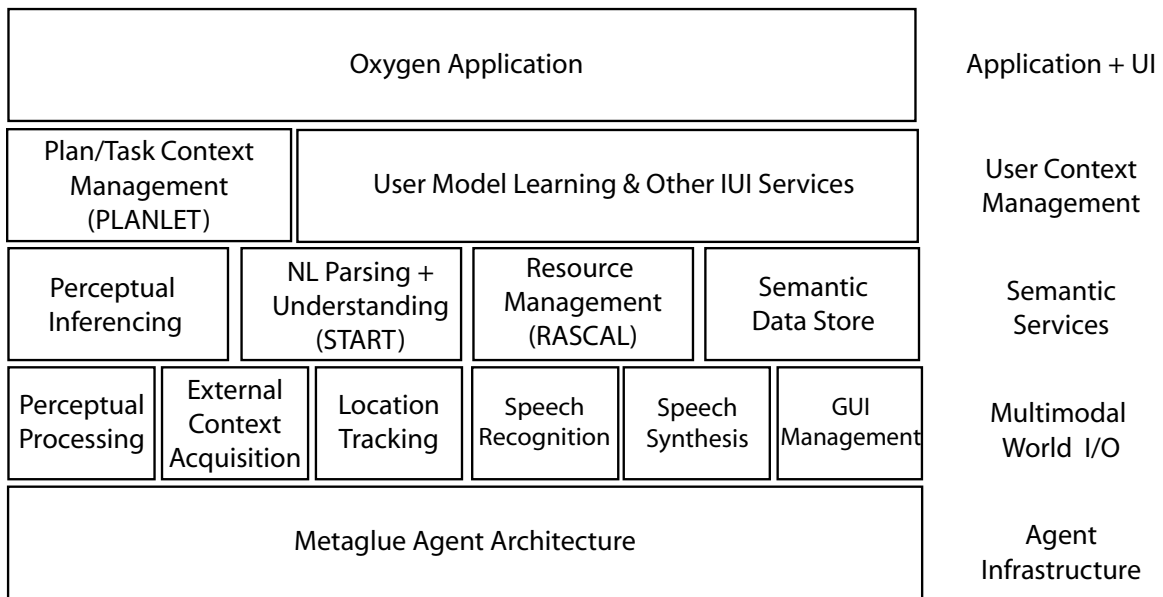 Oxygen Application
Application + UI
Plan/Task Context
Management
(PLANLET)
User Model Learning & Other IUI Services
User Context
Management
Perceptual
Inferencing
NL Parsing +
Understanding
(START)
Resource
Management
(RASCAL)
Semantic
Data Store
Semantic
Services
Perceptual
Processing
External
Context
Acquisition
Location
Tracking
Speech
Recognition
Speech
Synthesis
GUI
Management
Multimodal
World I/O
Metaglue Agent Architecture
Agent
Infrastructure